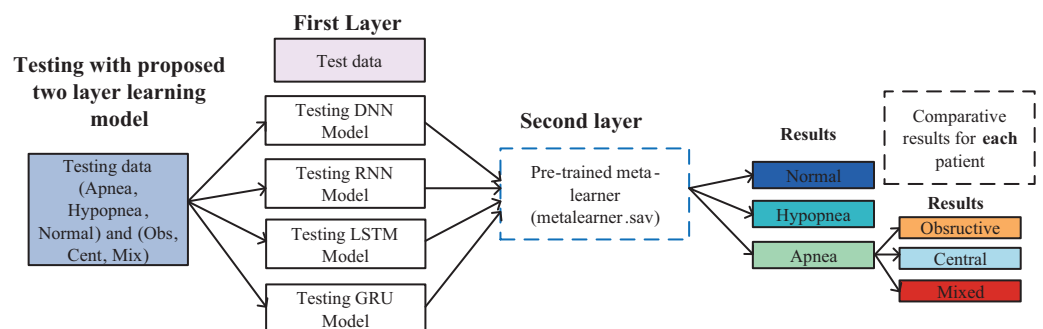 Testing with proposed
two layer learning
model
Testing data
(Apnea,
Hypopnea,
Normal) and (Obs,
Cent, Mix)
First Layer
Test data
Testing DNN
Model
Testing RNN
Model
Testing LSTM
Model
Testing GRU
Model
Second layer
Pre-trained meta-
learner
(metalearner.sav)
Results
Normal
Hypopnea
Apnea
Comparative
results for each
patient
Results
Obsructive
Central
Mixed